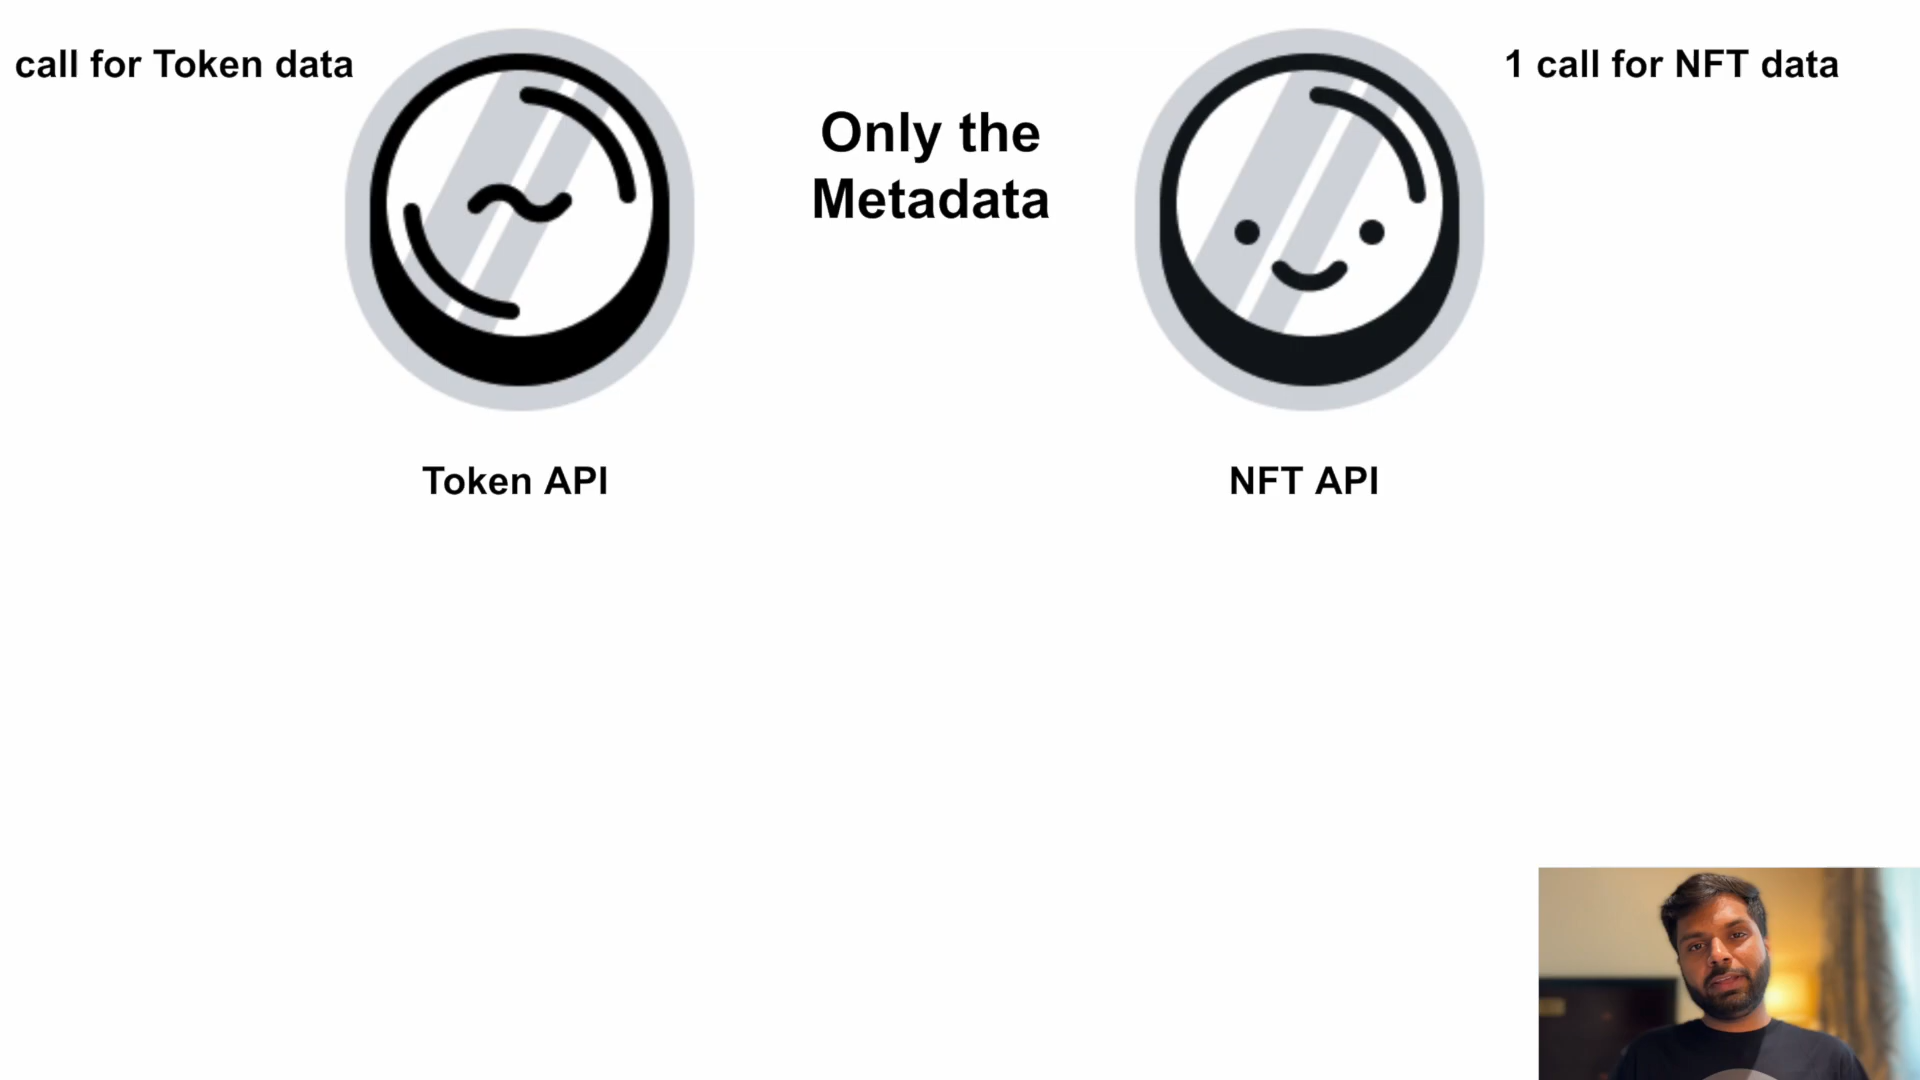 call for Token data
1 call for NFT data
Only the
Metadata
Token API
NFT API